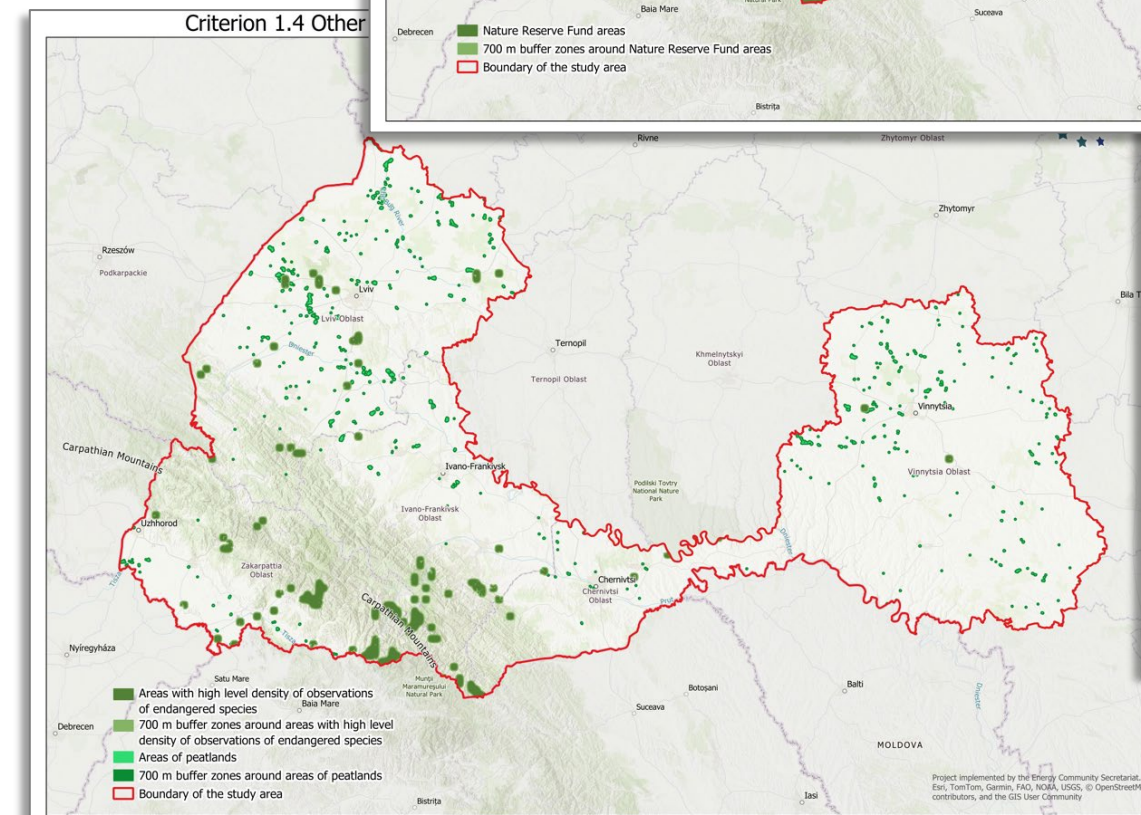 Criterion 1.4 Other
Baia Mare
Suceava
Debrecen
Nature Reserve Fund areas
700 m buffer zones around Nature Reserve Fund areas
Boundary of the study area
Bistrița
Rivne
Zhytomyr Oblast
Zhytomyr
Rzeszów
Podkarpackie
Bila T
Lviv
Lviv Oblast
Dniester
Ternopil
Ternopil Oblast
Khmelnytskyi
Oblast
Vinnytsia
Carpathian Mountains
Ivano-Frankivsk
Vinnytsia Oblast
Podilski Tovtry
National Nature
Park
Ivano-Frankivsk
Oblast
Uzhhorod
Dniester
Zakarpattia
Oblast
Tisza
Chernivtsi
Chernivtsi
Oblast
Carpathian Mountains
Tisza
Nyíregyháza
Satu Mare
Munții
Maramureșului
Natural Park
Botoșani
Balti
Dniester
Areas with high level density of observations
of endangered species
Baia Mare
Suceava
Debrecen
700 m buffer zones around areas with high level
density of observations of endangered species
MOLDOVA
Areas of peatlands
700 m buffer zones around areas of peatlands
Boundary of the study area
Bistrița
Iasi
Project implemented by the Energy Community Secretariat.
Esri, TomTom, Garmin, FAO, NOAA, USGS, © OpenStreetM
contributors, and the GIS User Community